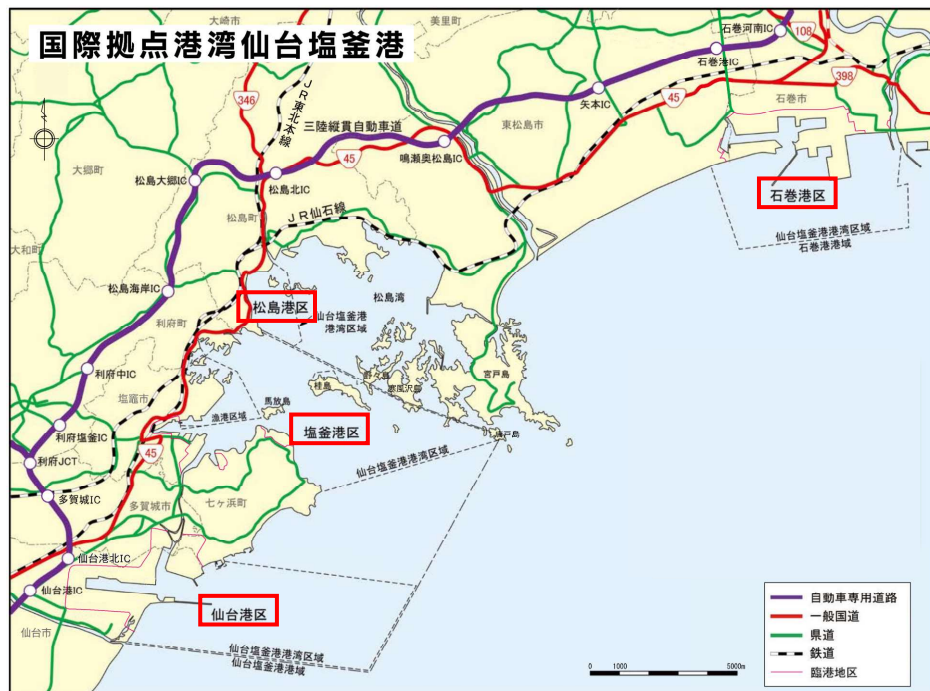 国際拠点港湾仙台塩釜港
大崎市
美里町
石巻河南IC
108
石巻港IC
398
346
JR東北本線
矢本IC
45
石巻市
三陸縦貫自動車道
東松島市
45
鳴瀬奥松島IC
大郷町
松島大郷IC
松島北IC
石巻港区
松島町
JR仙石線
仙台塩釜港港湾区域
石巻港港域
大和町
松島海岸IC
松島港区
松島湾
仙台塩釜港
港湾区域
利府町
利府中IC
宮戸島
野々島
桂島
寒風沢島
塩竈市
馬放島
漁港区域
利府塩釜IC
塩釜港区
利府JCT
45
仙台塩釜港港湾区域
多賀城IC
多賀城市
七ヶ浜町
仙台港北IC
仙台港IC
仙台港区
仙台市
仙台塩釜港港湾区域
仙台塩釜港港域
自動車専用道路
一般国道
県道
鉄道
臨港地区
0 1000 5000m